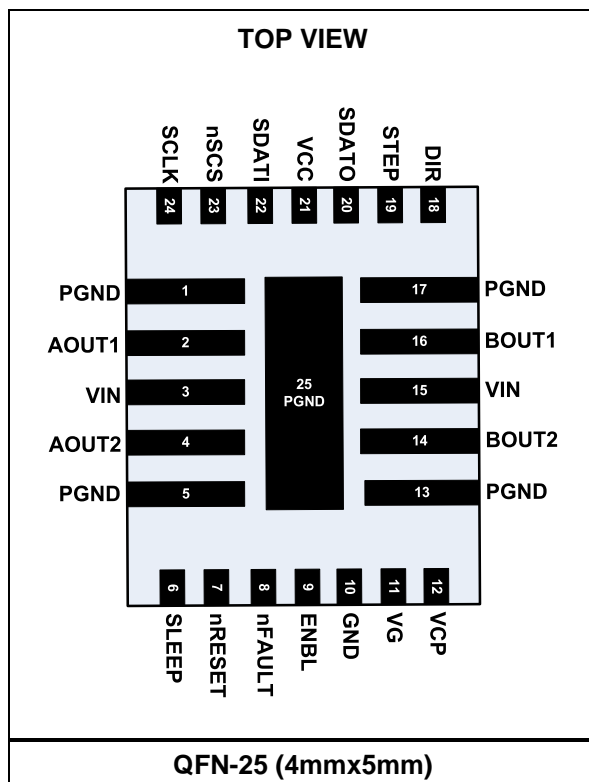 TOP VIEW
SCLK
nSCS
SDATI
VCC
SDATO
STEP
DIR
24
23
22
21
20
19
18
PGND 1
17 PGND
AOUT1 2
16 BOUT1
VIN 3
25
PGND
15 VIN
AOUT2 4
14 BOUT2
PGND 5
13 PGND
6
7
8
9
10
11
12
SLEEP
nRESET
nFAULT
ENBL
GND
VG
VCP
QFN-25 (4mmx5mm)